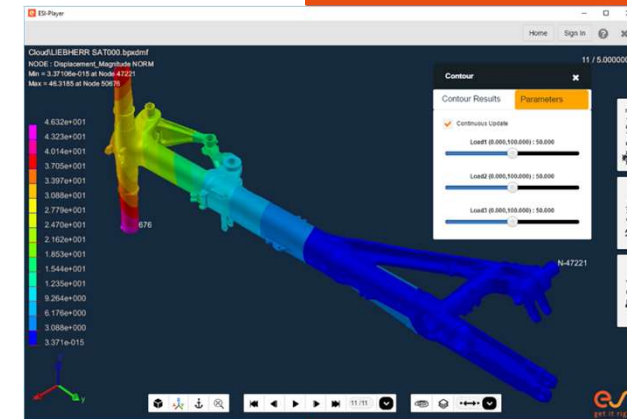 ESI-Player
Home Sign In
Cloud\LIEBHERR SAT000.bpxdmf
NODE : Displacement_Magnitude NORM
Min = 3.37106e-015 at Node 47221
Max = 46.3185 at Node 50676
11 / 5.000000
Contour
Contour Results Parameters
Continuous Update
Load1 (0.000,100.000) : 50.000
Load2 (0.000,100.000) : 50.000
Load3 (0.000,100.000) : 50.000
4.632e+001
4.323e+001
4.014e+001
3.705e+001
3.397e+001
3.088e+001
2.779e+001
2.470e+001
2.162e+001
1.853e+001
1.544e+001
1.235e+001
9.264e+000
6.176e+000
3.088e+000
3.371e-015
676
N-47221
y
11 /11
get it rig